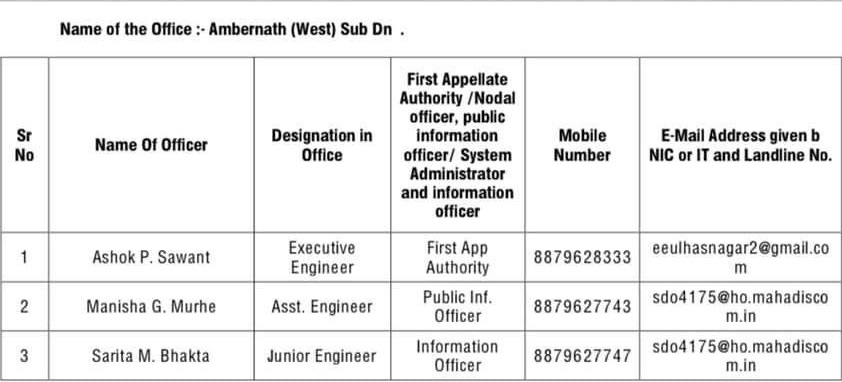 Name of the Office :- Ambernath (West) Sub Dn .
Sr
No
Name Of Officer
Designation in
Office
First Appellate
Authority /Nodal
officer, public
information
officer/ System
Administrator
and information
officer
Mobile
Number
E-Mail Address given b
NIC or IT and Landline No.
1
Ashok P. Sawant
Executive
Engineer
First App
Authority
8879628333
eeulhasnagar2@gmail.co
m
2
Manisha G. Murhe
Asst. Engineer
Public Inf.
Officer
8879627743
sdo4175@ho.mahadisco
m.in
3
Sarita M. Bhakta
Junior Engineer
Information
Officer
8879627747
sdo4175@ho.mahadisco
m.in